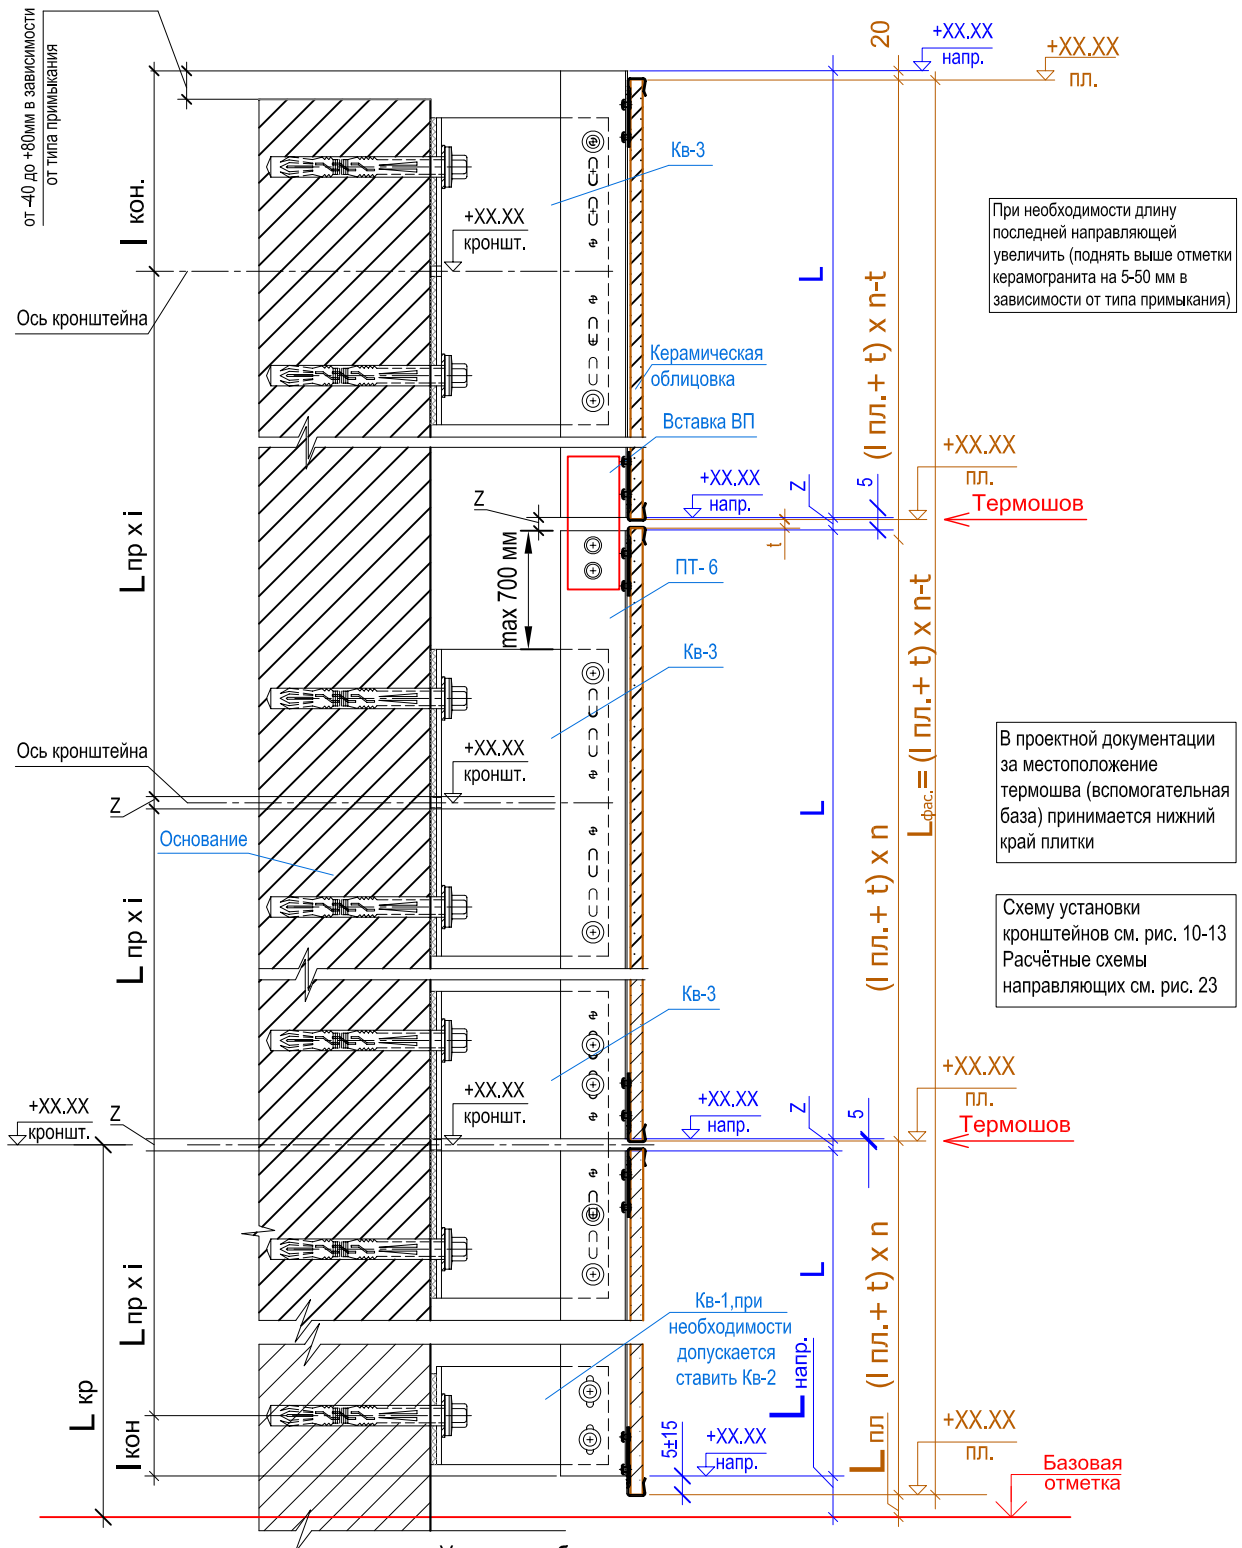 от -40 до +80мм в зависимости
от типа примыкания
20
+XX.XX
напр.
+XX.XX
пл.
l кон.
Кв-3
+XX.XX
кроншт.
L
(l пл.+ t) x n-t
При необходимости длину
последней направляющей
увеличить (поднять выше отметки
керамогранита на 5-50 мм в
зависимости от типа примыкания)
Ось кронштейна
Керамическая
облицовка
Вставка ВП
+XX.XX
напр.
Z
5
+XX.XX
пл.
Термошов
Z
t
L пр x i
max 700 мм
ПТ- 6
Кв-3
Lфас.= (l пл.+ t) x n-t
Ось кронштейна
+XX.XX
кроншт.
Z
L
В проектной документации
за местоположение
термошва (вспомогательная
база) принимается нижний
край плитки
Основание
(l пл.+ t) x n
L пр x i
Схему установки
кронштейнов см. рис. 10-13
Расчётные схемы
направляющих см. рис. 23
Кв-3
+XX.XX
кроншт.
Z
+XX.XX
кроншт.
+XX.XX
напр.
Z
5
+XX.XX
пл.
Термошов
L пр x i
L
(l пл.+ t) x n
Кв-1,при
необходимости
допускается
ставить Кв-2
L напр.
L кр
l кон
5±15
+XX.XX
напр.
L пл
+XX.XX
пл.
Базовая
отметка